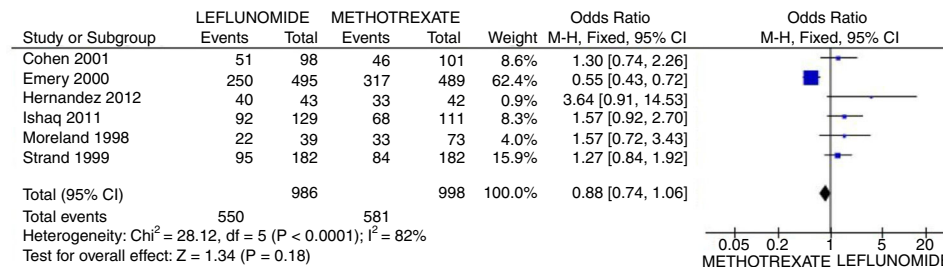 LEFLUNOMIDE METHOTREXATE Odds Ratio Odds Ratio
Study or Subgroup Events Total Events Total Weight M-H, Fixed, 95% CI M-H, Fixed, 95% CI
Cohen 2001 51 98 46 101 8.6% 1.30 [0.74, 2.26]
Emery 2000 250 495 317 489 62.4% 0.55 [0.43, 0.72]
Hernandez 2012 40 43 33 42 0.9% 3.64 [0.91, 14.53]
Ishaq 2011 92 129 68 111 8.3% 1.57 [0.92, 2.70]
Moreland 1998 22 39 33 73 4.0% 1.57 [0.72, 3.43]
Strand 1999 95 182 84 182 15.9% 1.27 [0.84, 1.92]
Total (95% CI) 986 998 100.0% 0.88 [0.74, 1.06]
Total events 550 581
Heterogeneity: Chi² = 28.12, df = 5 (P < 0.0001); I² = 82%
Test for overall effect: Z = 1.34 (P = 0.18)
0.05 0.2 1 5 20
METHOTREXATE LEFLUNOMIDE